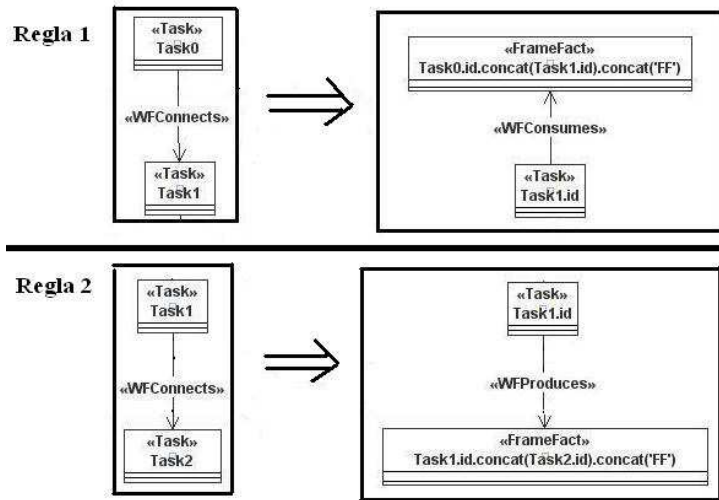 Regla 1
«Task»
Task0
«WFConnects»
«Task»
Task1
«FrameFact»
Task0.id.concat(Task1.id).concat('FF')
«WFConsumes»
«Task»
Task1.id
Regla 2
«Task»
Task1
«WFConnects»
«Task»
Task2
«Task»
Task1.id
«WFProduces»
«FrameFact»
Task1.id.concat(Task2.id).concat('FF')